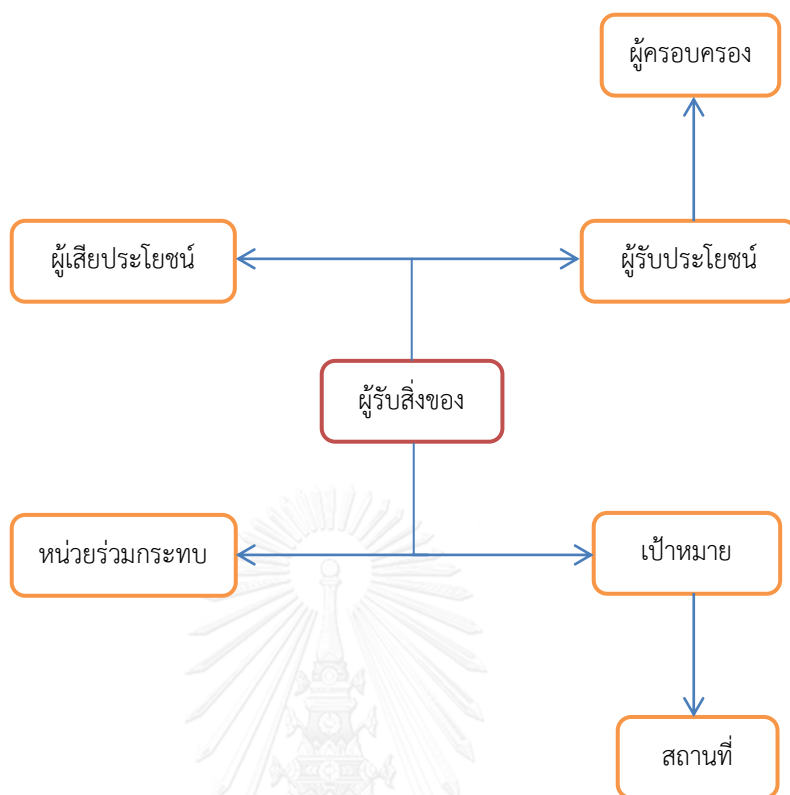 ผู้ครอบครอง
ผู้เสียประโยชน์
ผู้รับประโยชน์
ผู้รับสิ่งของ
หน่วยร่วมกระทบ
เป้าหมาย
สถานที่